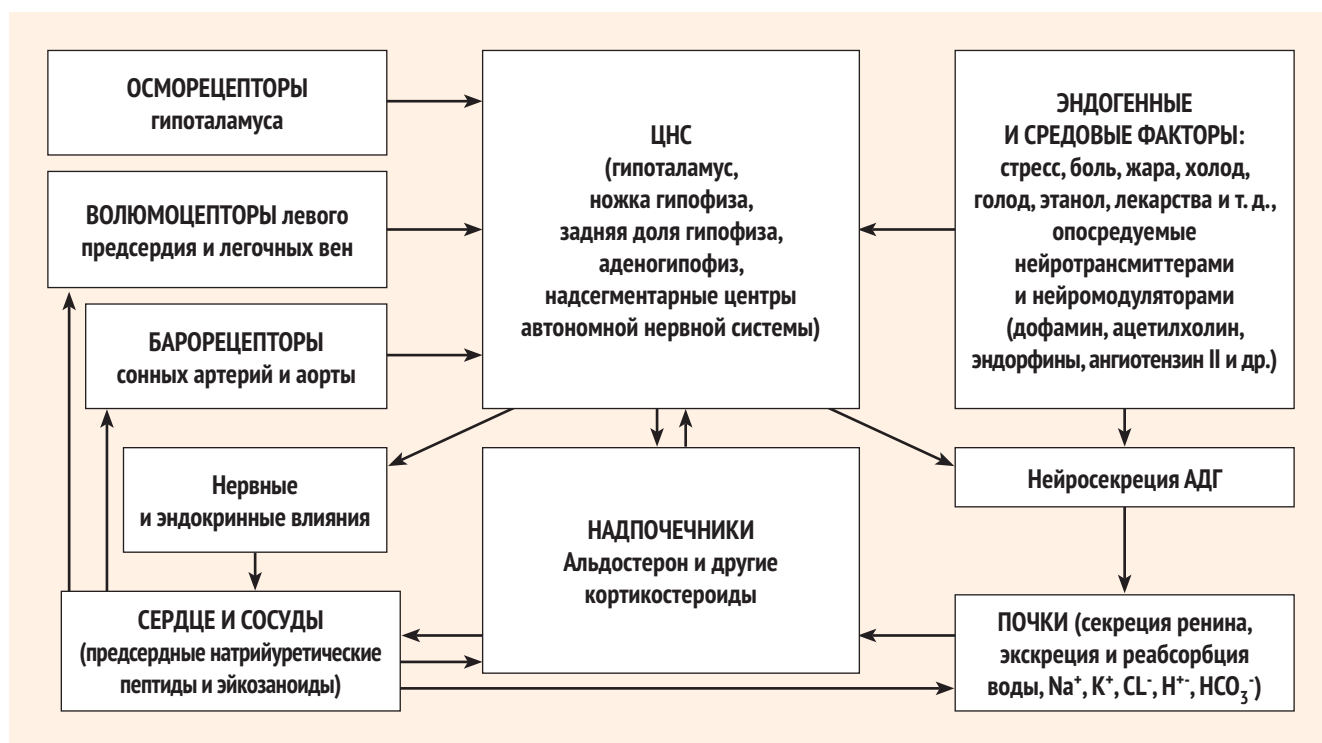 ОСМОРЕЦЕПТОРЫ
гипоталамуса
ВОЛЮМОЦЕПТОРЫ левого
предсердия и легочных вен
БАРОРЕЦЕПТОРЫ
сонных артерий и аорты
ЦНС
(гипоталамус,
ножка гипофиза,
задняя доля гипофиза,
аденогипофиз,
надсегментарные центры
автономной нервной системы)
ЭНДОГЕННЫЕ
И СРЕДОВЫЕ ФАКТОРЫ:
стресс, боль, жара, холод,
голод, этанол, лекарства и т. д.,
опосредуемые
нейротрансмиттерами
и нейромодуляторами
(дофамин, ацетилхолин,
эндорфины, ангиотензин II и др.)
Нервные
и эндокринные влияния
НАДПОЧЕЧНИКИ
Альдостерон и другие
кортикостероиды
Нейросекреция АДГ
СЕРДЦЕ И СОСУДЫ
(предсердные натрийуретические
пептиды и эйкозаноиды)
ПОЧКИ (секреция ренина,
экскреция и реабсорбция
воды, Na⁺, K⁺, CL⁻, H⁺⁻, HCO₃⁻)